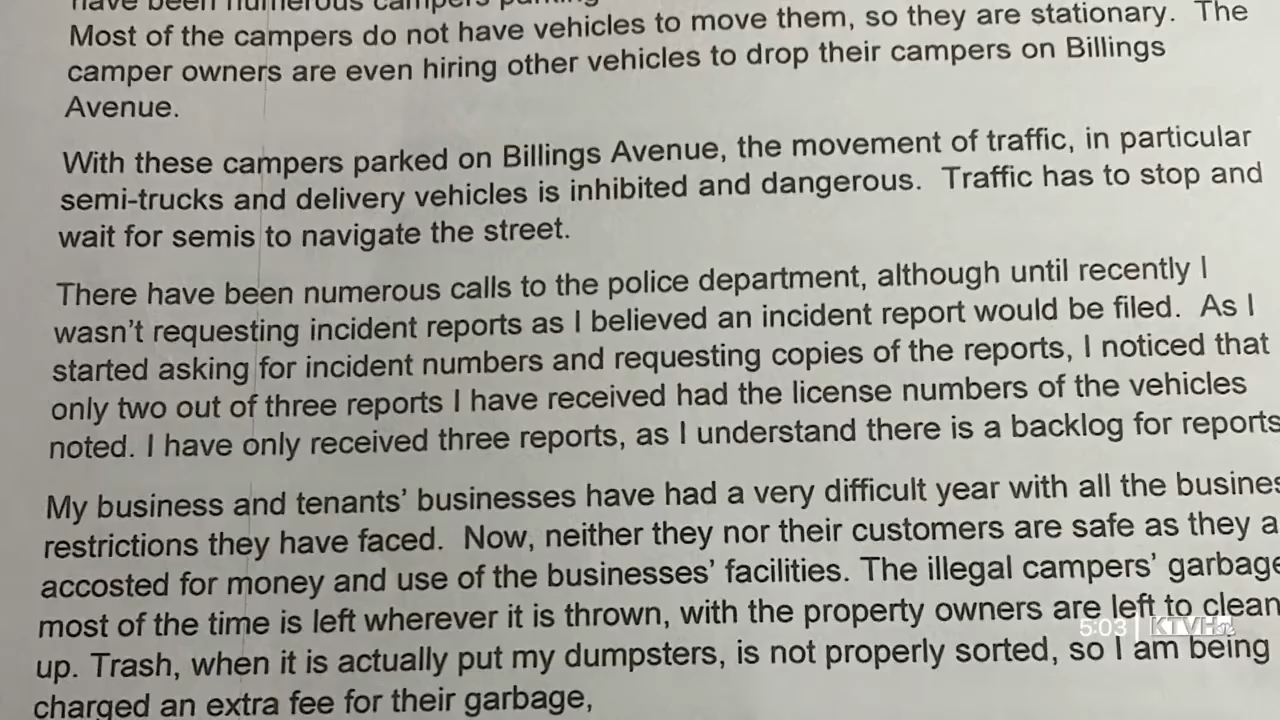 have been numerous campers parking
Most of the campers do not have vehicles to move them, so they are stationary.  The
camper owners are even hiring other vehicles to drop their campers on Billings
Avenue.
With these campers parked on Billings Avenue, the movement of traffic, in particular
semi-trucks and delivery vehicles is inhibited and dangerous.  Traffic has to stop and
wait for semis to navigate the street.
There have been numerous calls to the police department, although until recently I
wasn't requesting incident reports as I believed an incident report would be filed.  As I
started asking for incident numbers and requesting copies of the reports, I noticed that
only two out of three reports I have received had the license numbers of the vehicles
noted. I have only received three reports, as I understand there is a backlog for reports
My business and tenants' businesses have had a very difficult year with all the busines
restrictions they have faced.  Now, neither they nor their customers are safe as they a
accosted for money and use of the businesses' facilities. The illegal campers' garbage
most of the time is left wherever it is thrown, with the property owners are left to clean
up. Trash, when it is actually put my dumpsters, is not properly sorted, so I am being
charged an extra fee for their garbage,
5:03 KTVH